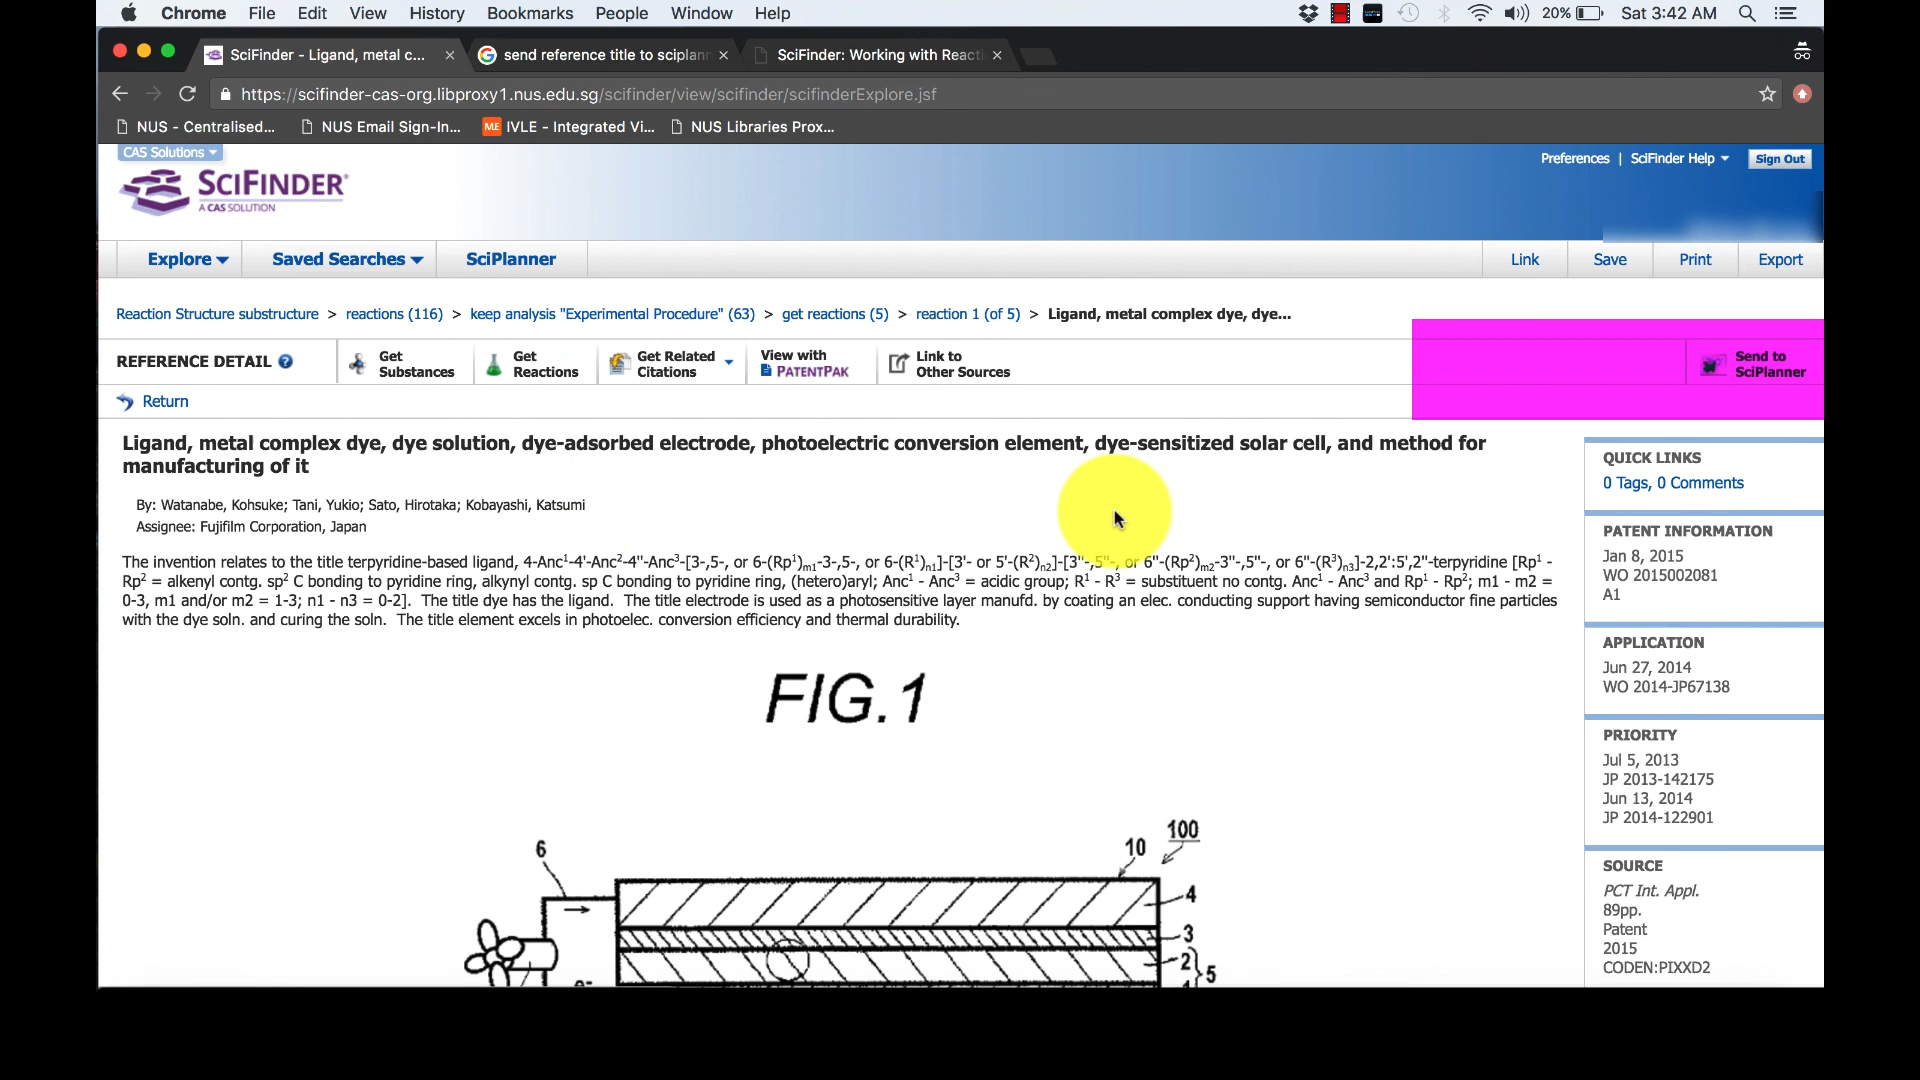 Chrome File Edit View History Bookmarks People Window Help 20% Sat 3:42 AM
SciFinder - Ligand, metal c... send reference title to sciplann SciFinder: Working with Reacti
https://scifinder-cas-org.libproxy1.nus.edu.sg/scifinder/view/scifinder/scifinderExplore.jsf
NUS - Centralised... NUS Email Sign-In... ME IVLE - Integrated Vi... NUS Libraries Prox...
CAS Solutions
Preferences | SciFinder Help Sign Out
SCIFINDER®
A CAS SOLUTION
Explore Saved Searches SciPlanner Link Save Print Export
Reaction Structure substructure > reactions (116) > keep analysis "Experimental Procedure" (63) > get reactions (5) > reaction 1 (of 5) > Ligand, metal complex dye, dye...
REFERENCE DETAIL ?
Get
Substances
Get
Reactions
Get Related
Citations
View with
PATENTPAK
Link to
Other Sources
Send to
SciPlanner
Return
Ligand, metal complex dye, dye solution, dye-adsorbed electrode, photoelectric conversion element, dye-sensitized solar cell, and method for
manufacturing of it
By: Watanabe, Kohsuke; Tani, Yukio; Sato, Hirotaka; Kobayashi, Katsumi
Assignee: Fujifilm Corporation, Japan
The invention relates to the title terpyridine-based ligand, 4-Anc¹-4'-Anc²-4''-Anc³-[3-,5-, or 6-(Rp¹)m1-3-,5-, or 6-(R¹)n1]-[3'- or 5'-(R²)n2]-[3''-,5''-, or 6''-(Rp²)m2-3''-,5''-, or 6''-(R³)n3]-2,2':5',2''-terpyridine [Rp¹ -
Rp² = alkenyl contg. sp² C bonding to pyridine ring, alkynyl contg. sp C bonding to pyridine ring, (hetero)aryl; Anc¹ - Anc³ = acidic group; R¹ - R³ = substituent no contg. Anc¹ - Anc³ and Rp¹ - Rp²; m1 - m2 =
0-3, m1 and/or m2 = 1-3; n1 - n3 = 0-2]. The title dye has the ligand. The title electrode is used as a photosensitive layer manufd. by coating an elec. conducting support having semiconductor fine particles
with the dye soln. and curing the soln. The title element excels in photoelec. conversion efficiency and thermal durability.
FIG.1
100
10
6
4
3
2
5
1
e-
QUICK LINKS
0 Tags, 0 Comments
PATENT INFORMATION
Jan 8, 2015
WO 2015002081
A1
APPLICATION
Jun 27, 2014
WO 2014-JP67138
PRIORITY
Jul 5, 2013
JP 2013-142175
Jun 13, 2014
JP 2014-122901
SOURCE
PCT Int. Appl.
89pp.
Patent
2015
CODEN:PIXXD2